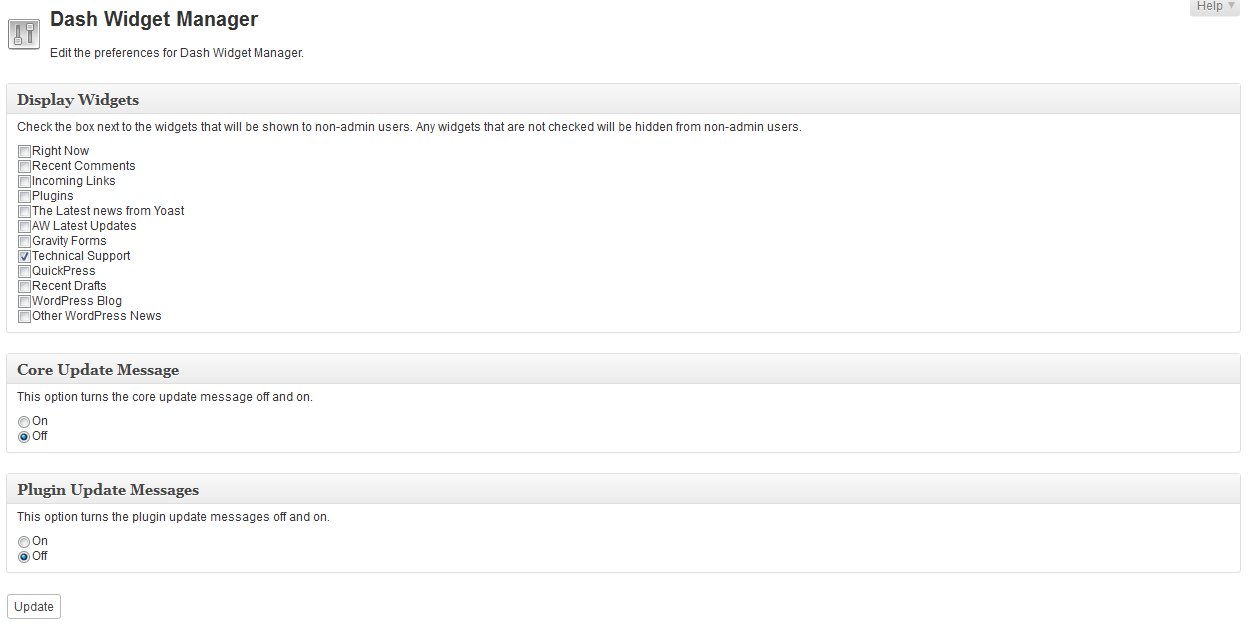 Help
Dash Widget Manager
Edit the preferences for Dash Widget Manager.
Display Widgets
Check the box next to the widgets that will be shown to non-admin users. Any widgets that are not checked will be hidden from non-admin users.
Right Now
Recent Comments
Incoming Links
Plugins
The Latest news from Yoast
AW Latest Updates
Gravity Forms
Technical Support
QuickPress
Recent Drafts
WordPress Blog
Other WordPress News
Core Update Message
This option turns the core update message off and on.
On
Off
Plugin Update Messages
This option turns the plugin update messages off and on.
On
Off
Update